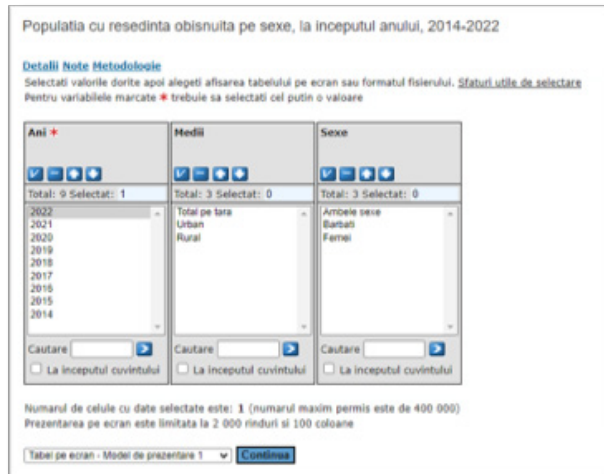 Populatia cu resedinta obisnuita pe sexe, la inceputul anului, 2014-2022
Detalii Note Metodologie
Selectati valorile dorite apoi alegeti afisarea tabelului pe ecran sau formatul fisierului. Sfaturi utile de selectare
Pentru variabilele marcate * trebuie sa selectati cel putin o valoare
Ani * Medii Sexe
Total: 9 Selectat: 1 Total: 3 Selectat: 0 Total: 3 Selectat: 0
2022 Total pe tara Ambele sexe
2021 Urban Barbati
2020 Rural Femei
2019
2018
2017
2016
2015
2014
Cautare Cautare Cautare
La inceputul cuvintului La inceputul cuvintului La inceputul cuvintului
Numarul de celule cu date selectate este: 1 (numarul maxim permis este de 400 000)
Prezentarea pe ecran este limitata la 2 000 rinduri si 100 coloane
Tabel pe ecran - Model de prezentare 1 Continua